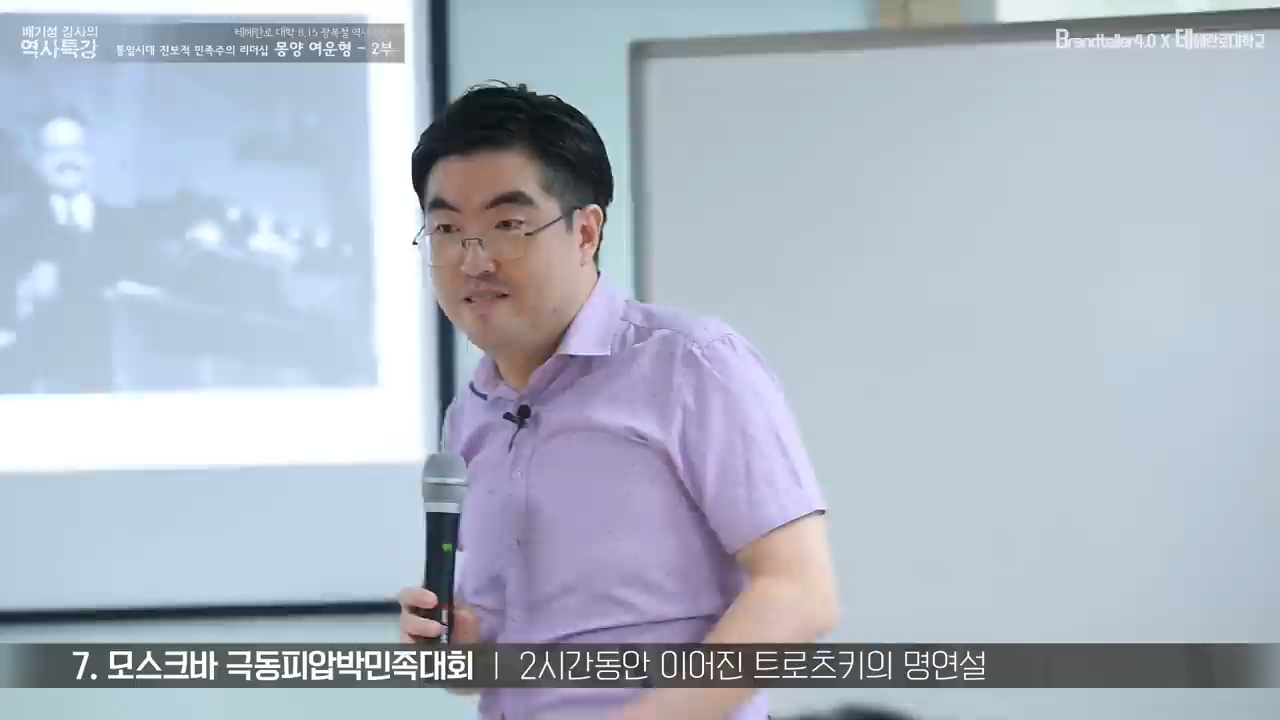 배기성 강사의
역사특강
테헤란로 대학 8.15 광복절 역사
통일시대 진보적 민족주의 리더십 몽양 여운형 - 2부
Brandtailer4.0 X 테헤란로대학교
7. 모스크바 극동피압박민족대회 | 2시간동안 이어진 트로츠키의 명연설